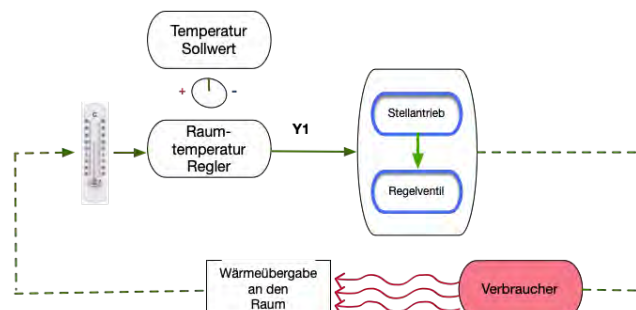 Temperatur
Sollwert
+ -
Raum-
temperatur
Regler
Y1
Stellantrieb
Regelventil
Wärmeübergabe
an den
Raum
Verbraucher